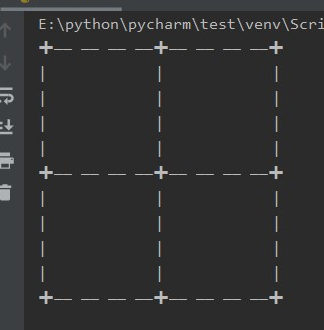 E:\python\pycharm\test\venv\Scri
+— — — —+— — — —+
|        |        |
|        |        |
|        |        |
|        |        |
+— — — —+— — — —+
|        |        |
|        |        |
|        |        |
|        |        |
+— — — —+— — — —+